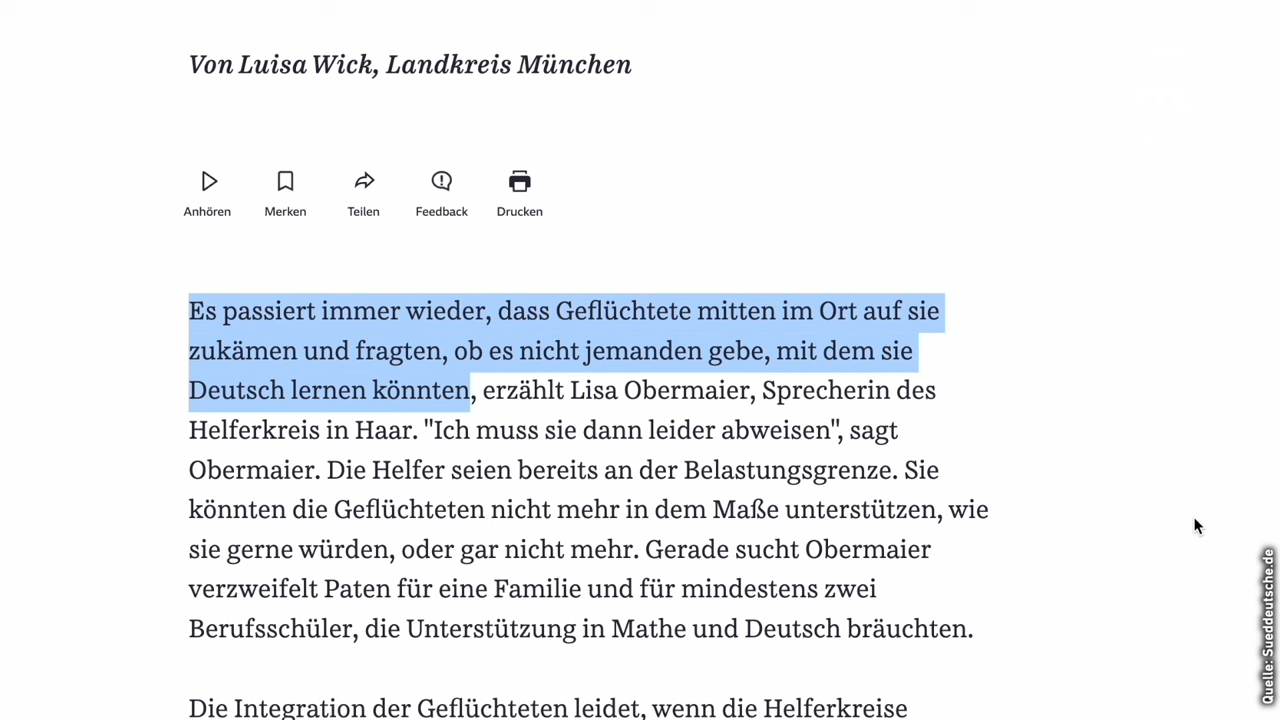 Von Luisa Wick, Landkreis München
Anhören Merken Teilen Feedback Drucken
Es passiert immer wieder, dass Geflüchtete mitten im Ort auf sie
zukämen und fragten, ob es nicht jemanden gebe, mit dem sie
Deutsch lernen könnten, erzählt Lisa Obermaier, Sprecherin des
Helferkreis in Haar. "Ich muss sie dann leider abweisen", sagt
Obermaier. Die Helfer seien bereits an der Belastungsgrenze. Sie
könnten die Geflüchteten nicht mehr in dem Maße unterstützen, wie
sie gerne würden, oder gar nicht mehr. Gerade sucht Obermaier
verzweifelt Paten für eine Familie und für mindestens zwei
Berufsschüler, die Unterstützung in Mathe und Deutsch bräuchten.
Die Integration der Geflüchteten leidet, wenn die Helferkreise
Quelle: Sueddeutsche.de